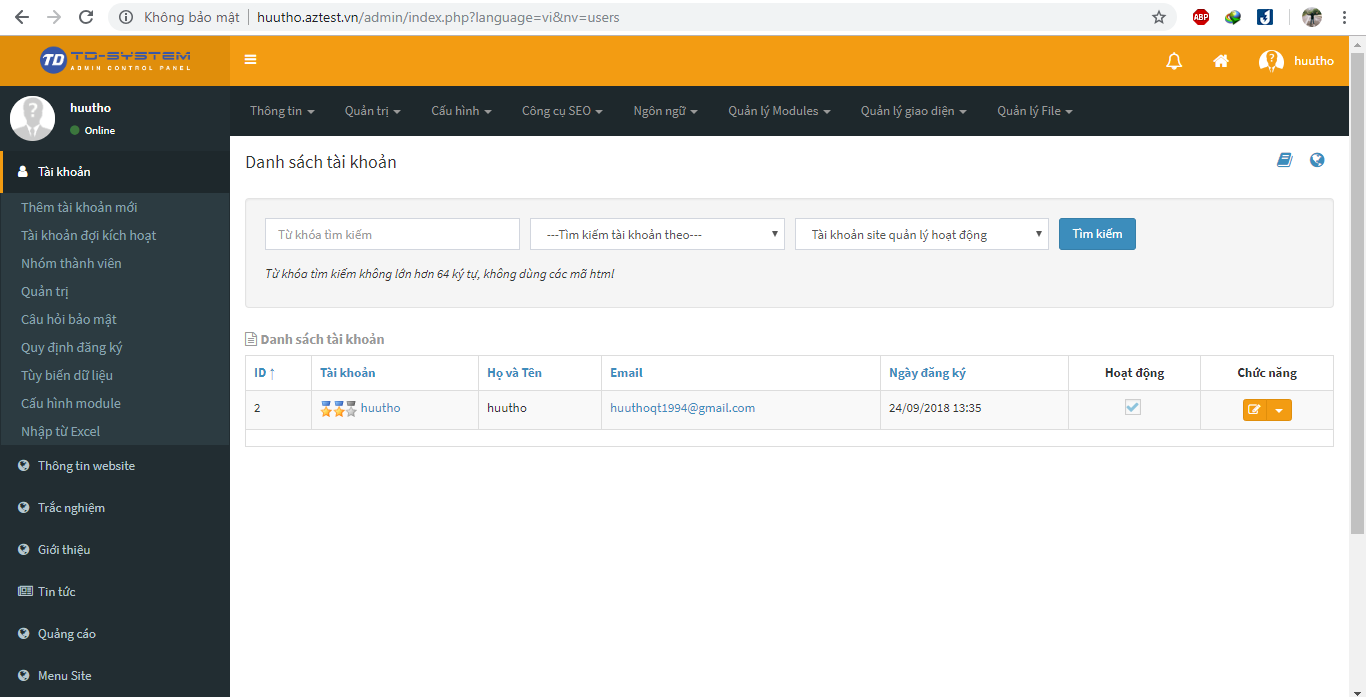 Không bảo mật huutho.aztest.vn/admin/index.php?language=vi&nv=users
ABP
TD TD-SYSTEM
ADMIN CONTROL PANEL
huutho
huutho
Online
Thông tin Quản trị Cấu hình Công cụ SEO Ngôn ngữ Quản lý Modules Quản lý giao diện Quản lý File
Tài khoản
Thêm tài khoản mới
Tài khoản đợi kích hoạt
Nhóm thành viên
Quản trị
Câu hỏi bảo mật
Quy định đăng ký
Tùy biến dữ liệu
Cấu hình module
Nhập từ Excel
Thông tin website
Trắc nghiệm
Giới thiệu
Tin tức
Quảng cáo
Menu Site
Danh sách tài khoản
Từ khóa tìm kiếm ---Tìm kiếm tài khoản theo--- Tài khoản site quản lý hoạt động Tìm kiếm
Từ khóa tìm kiếm không lớn hơn 64 ký tự, không dùng các mã html
Danh sách tài khoản
ID ↑ Tài khoản Họ và Tên Email Ngày đăng ký Hoạt động Chức năng
2 huutho huutho huuthoqt1994@gmail.com 24/09/2018 13:35